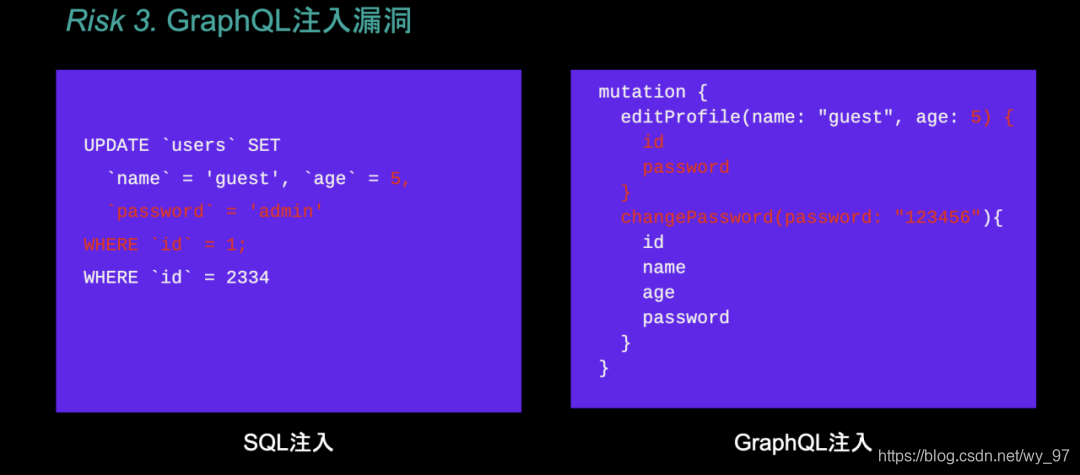 Risk 3. GraphQL注入漏洞
UPDATE `users` SET
`name` = 'guest', `age` = 5,
`password` = 'admin'
WHERE `id` = 1;
WHERE `id` = 2334
SQL注入
mutation {
editProfile(name: "guest", age: 5) {
id
password
}
changePassword(password: "123456"){
id
name
age
password
}
}
GraphQL注入
https://blog.csdn.net/wy_97